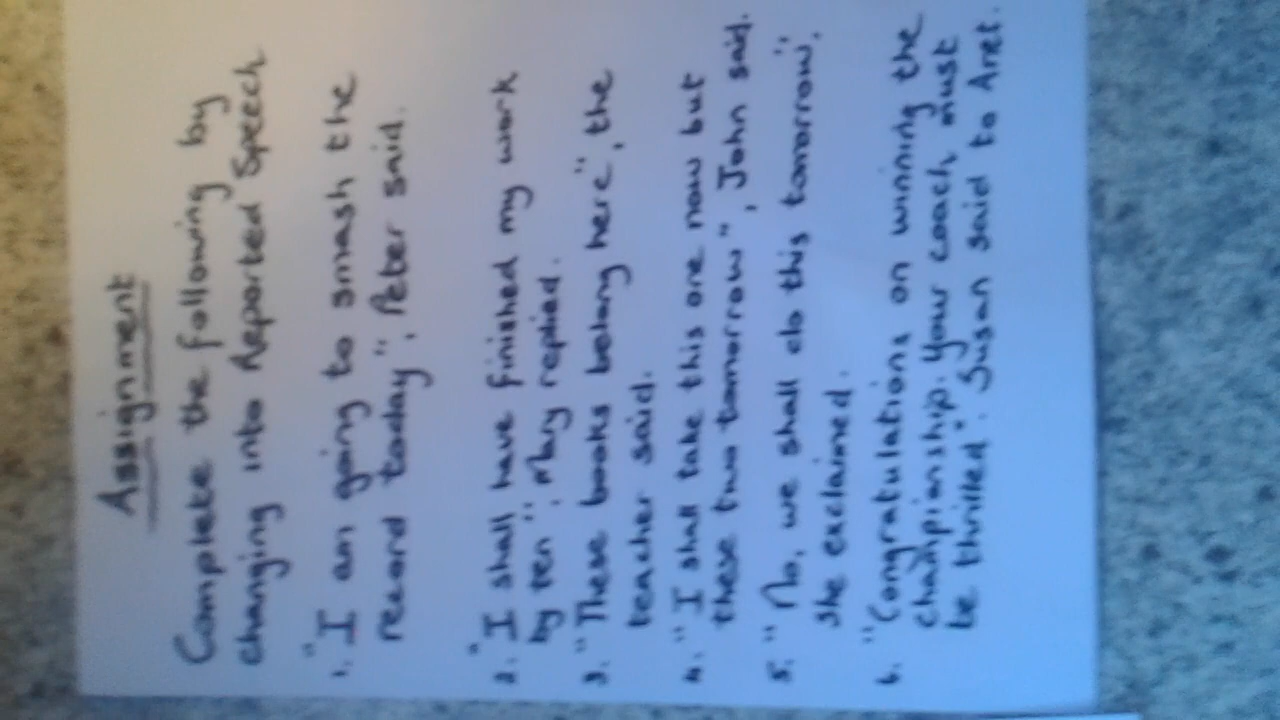 Assignment
Complete the following by
changing into Reported Speech
1. "I am going to smash the
record today", Peter said.
2. "I shall have finished my work
by ten", Mary replied.
3. "These books belong here", the
teacher said.
4. "I shall take this one now but
these two tomorrow", John said.
5. "No, we shall do this tomorrow",
she exclaimed.
6. "Congratulations on winning the
championship. Your coach must
be thrilled". Susan said to Aret.